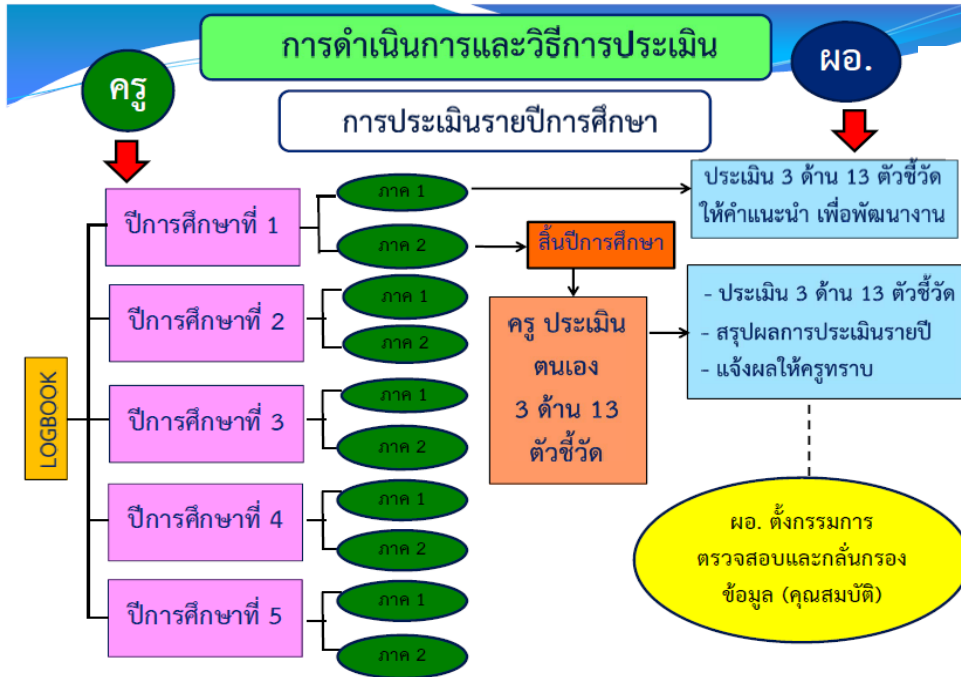 การดำเนินการและวิธีการประเมิน
ครู
ผอ.
การประเมินรายปีการศึกษา
LOGBOOK
ปีการศึกษาที่ 1
ภาค 1
ภาค 2
ปีการศึกษาที่ 2
ภาค 1
ภาค 2
ปีการศึกษาที่ 3
ภาค 1
ภาค 2
ปีการศึกษาที่ 4
ภาค 1
ภาค 2
ปีการศึกษาที่ 5
ภาค 1
ภาค 2
สิ้นปีการศึกษา
ครู ประเมิน
ตนเอง
3 ด้าน 13
ตัวชี้วัด
ประเมิน 3 ด้าน 13 ตัวชี้วัด
ให้คำแนะนำ เพื่อพัฒนางาน
- ประเมิน 3 ด้าน 13 ตัวชี้วัด
- สรุปผลการประเมินรายปี
- แจ้งผลให้ครูทราบ
ผอ. ตั้งกรรมการ
ตรวจสอบและกลั่นกรอง
ข้อมูล (คุณสมบัติ)